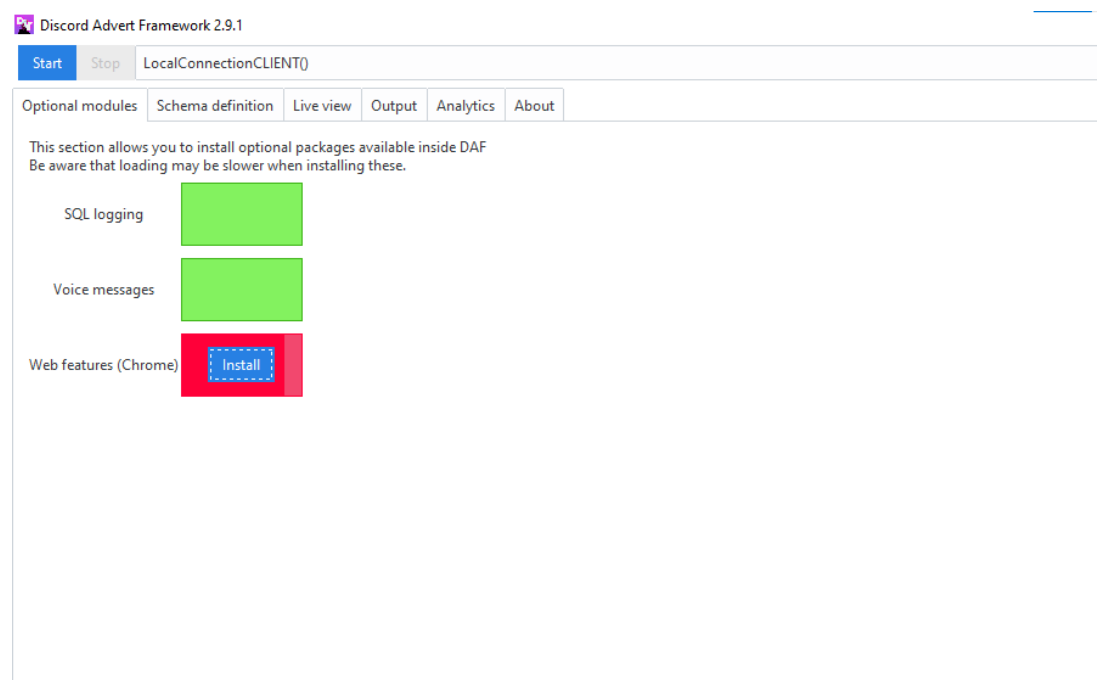 Discord Advert Framework 2.9.1
Start Stop LocalConnectionCLIENT()
Optional modules Schema definition Live view Output Analytics About
This section allows you to install optional packages available inside DAF
Be aware that loading may be slower when installing these.
SQL logging
Voice messages
Web features (Chrome) Install